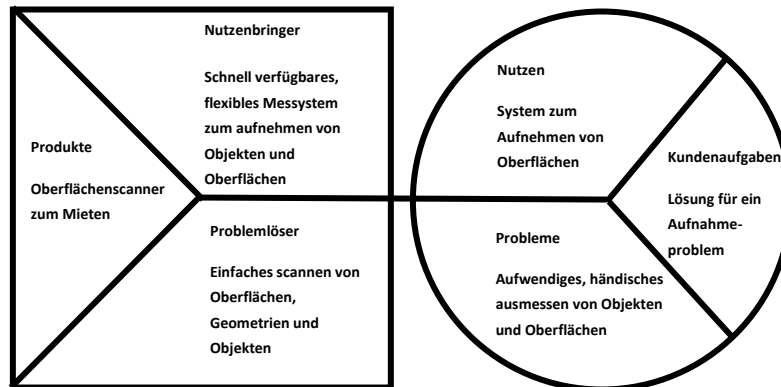 Nutzenbringer
Schnell verfügbares,
flexibles Messystem
zum aufnehmen von
Objekten und
Oberflächen
Produkte
Oberflächenscanner
zum Mieten
Problemlöser
Einfaches scannen von
Oberflächen,
Geometrien und
Objekten
Nutzen
System zum
Aufnehmen von
Oberflächen
Kundenaufgaben
Lösung für ein
Aufnahme-
problem
Probleme
Aufwendiges, händisches
ausmessen von Objekten
und Oberflächen